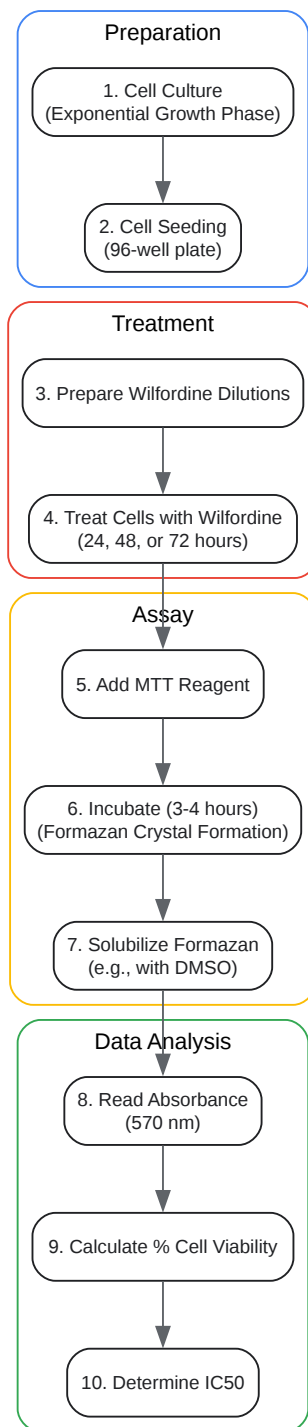 Preparation
1. Cell Culture
(Exponential Growth Phase)
2. Cell Seeding
(96-well plate)
Treatment
3. Prepare Wilfordine Dilutions
4. Treat Cells with Wilfordine
(24, 48, or 72 hours)
Assay
5. Add MTT Reagent
6. Incubate (3-4 hours)
(Formazan Crystal Formation)
7. Solubilize Formazan
(e.g., with DMSO)
Data Analysis
8. Read Absorbance
(570 nm)
9. Calculate % Cell Viability
10. Determine IC50